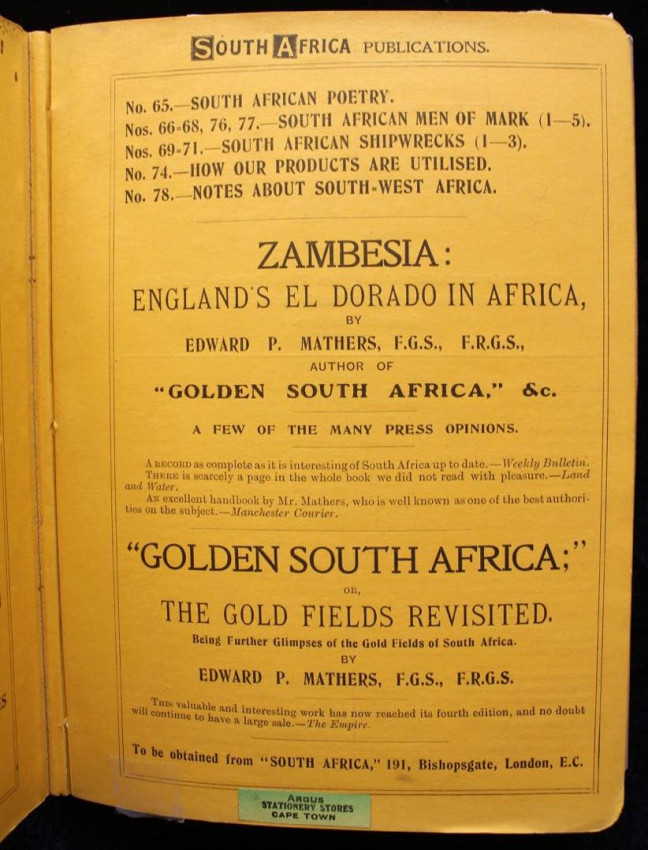 SOUTH AFRICA PUBLICATIONS.
No. 65.—SOUTH AFRICAN POETRY.
Nos. 66-68, 76, 77.—SOUTH AFRICAN MEN OF MARK (1—5).
Nos. 69-71.—SOUTH AFRICAN SHIPWRECKS (1—3).
No. 74.—HOW OUR PRODUCTS ARE UTILISED.
No. 78.—NOTES ABOUT SOUTH-WEST AFRICA.
ZAMBESIA:
ENGLAND'S EL DORADO IN AFRICA,
BY
EDWARD P. MATHERS, F.G.S., F.R.G.S.,
AUTHOR OF
"GOLDEN SOUTH AFRICA," &c.
A FEW OF THE MANY PRESS OPINIONS.
A RECORD as complete as it is interesting of South Africa up to date.—Weekly Bulletin.
THERE is scarcely a page in the whole book we did not read with pleasure.—Land
and Water.
AN excellent handbook by Mr. Mathers, who is well known as one of the best authori-
ties on the subject.—Manchester Courier.
"GOLDEN SOUTH AFRICA;"
OR,
THE GOLD FIELDS REVISITED.
Being Further Glimpses of the Gold Fields of South Africa.
BY
EDWARD P. MATHERS, F.G.S., F.R.G.S.
THIS valuable and interesting work has now reached its fourth edition, and no doubt
will continue to have a large sale.—The Empire.
To be obtained from "SOUTH AFRICA," 191, Bishopsgate, London, E.C.
ARGUS
STATIONERY STORES
CAPE TOWN